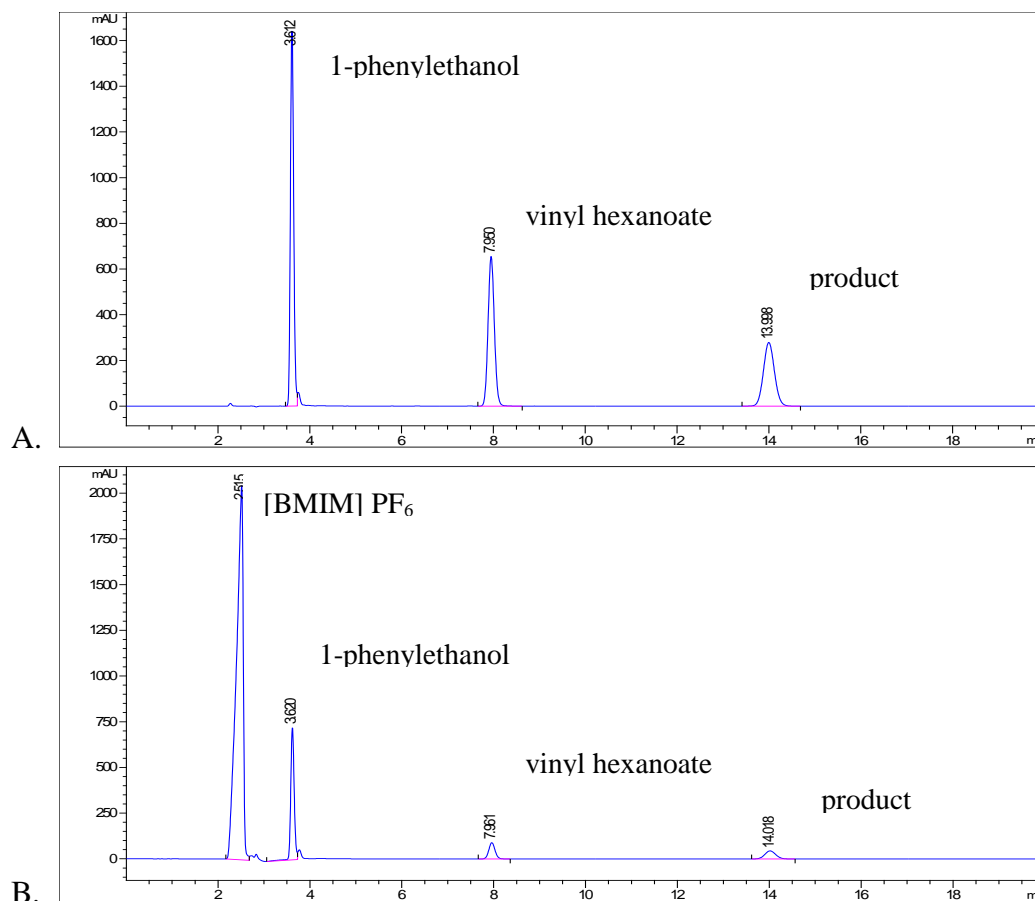 mAU
1600
1400
1200
1000
800
600
400
200
0
3.612
1-phenylethanol
7.950
vinyl hexanoate
13.998
product
2 4 6 8 10 12 14 16 18 m
A.
mAU
2000
1750
1500
1250
1000
750
500
250
0
2.515
[BMIM] PF₆
3.620
1-phenylethanol
7.961
vinyl hexanoate
14.018
product
2 4 6 8 10 12 14 16 18 m
B.